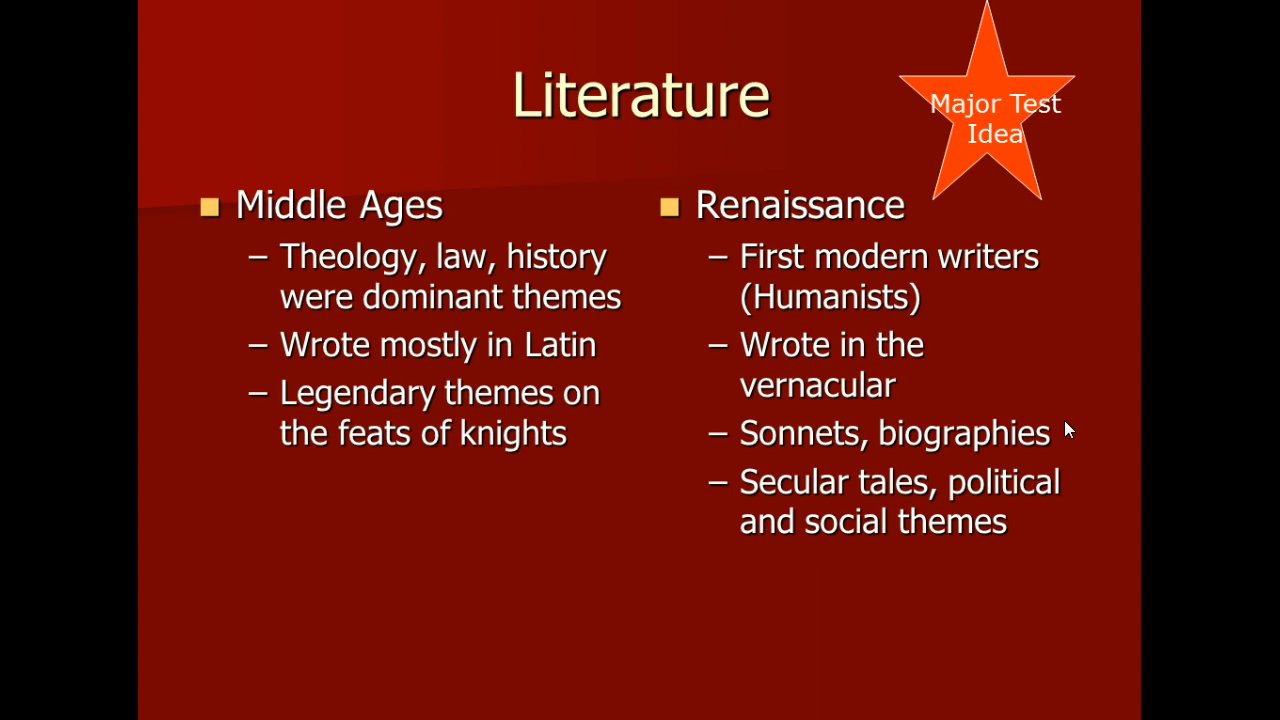 Literature
Major Test
Idea
Middle Ages
– Theology, law, history
were dominant themes
– Wrote mostly in Latin
– Legendary themes on
the feats of knights
Renaissance
– First modern writers
(Humanists)
– Wrote in the
vernacular
– Sonnets, biographies
– Secular tales, political
and social themes